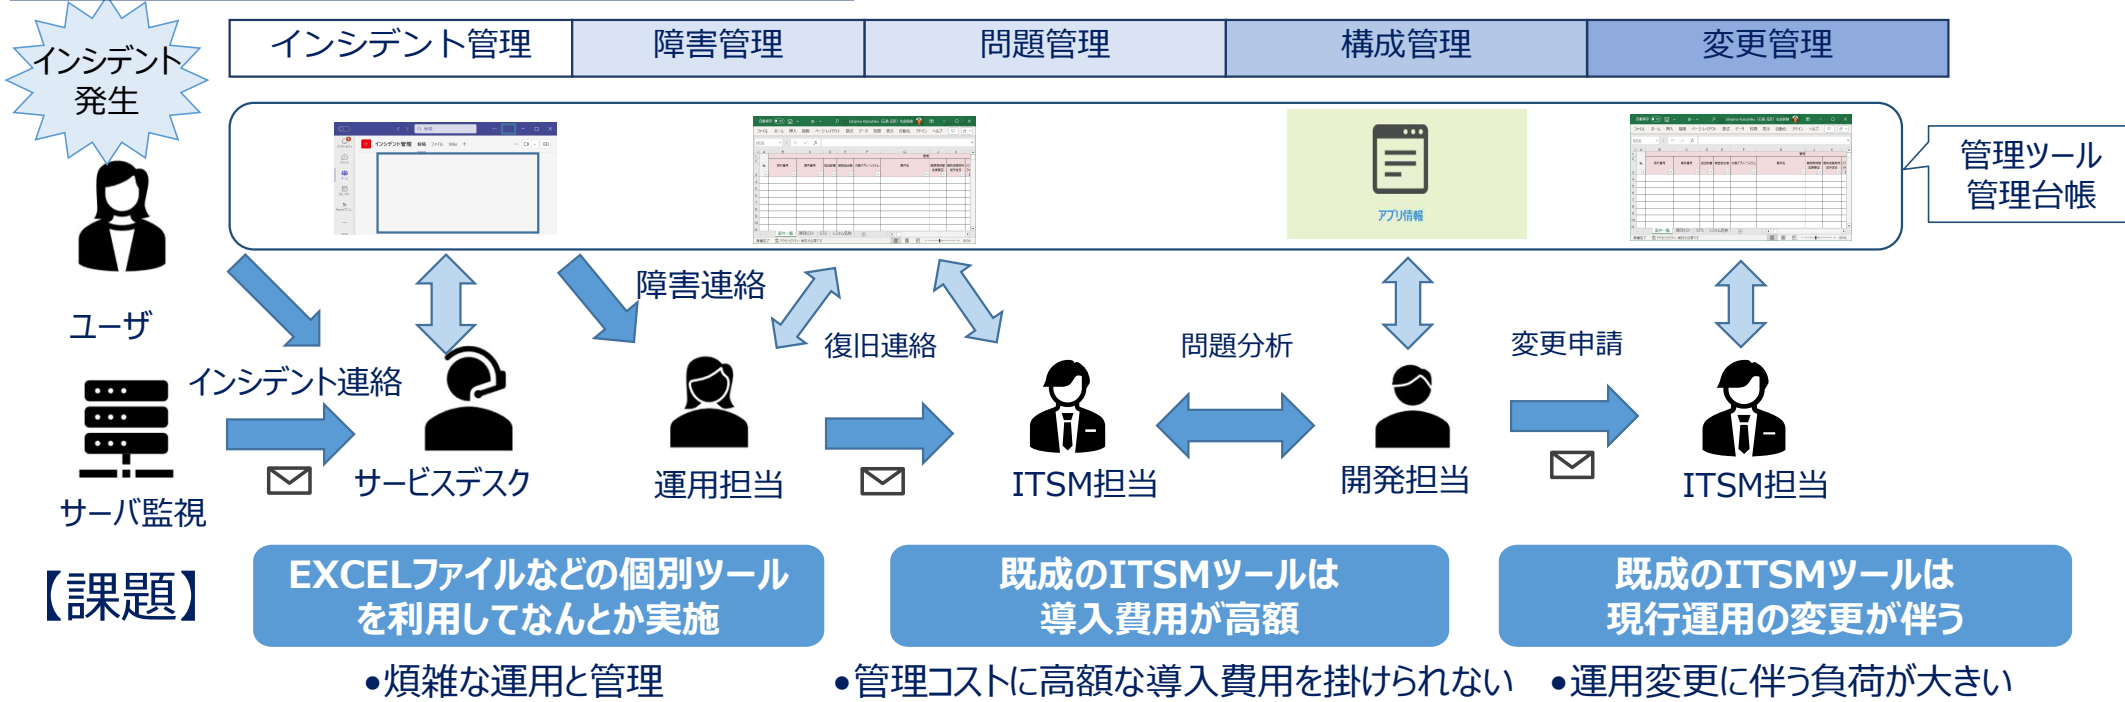 インシデント
発生
インシデント管理
障害管理
問題管理
構成管理
変更管理
インシデント管理
アプリ情報
管理ツール
管理台帳
ユーザ
障害連絡
復旧連絡
問題分析
変更申請
インシデント連絡
サービスデスク
運用担当
ITSM担当
開発担当
ITSM担当
サーバ監視
【課題】
EXCELファイルなどの個別ツール
を利用してなんとか実施
既成のITSMツールは
導入費用が高額
既成のITSMツールは
現行運用の変更が伴う
•煩雑な運用と管理
•管理コストに高額な導入費用を掛けられない
•運用変更に伴う負荷が大きい